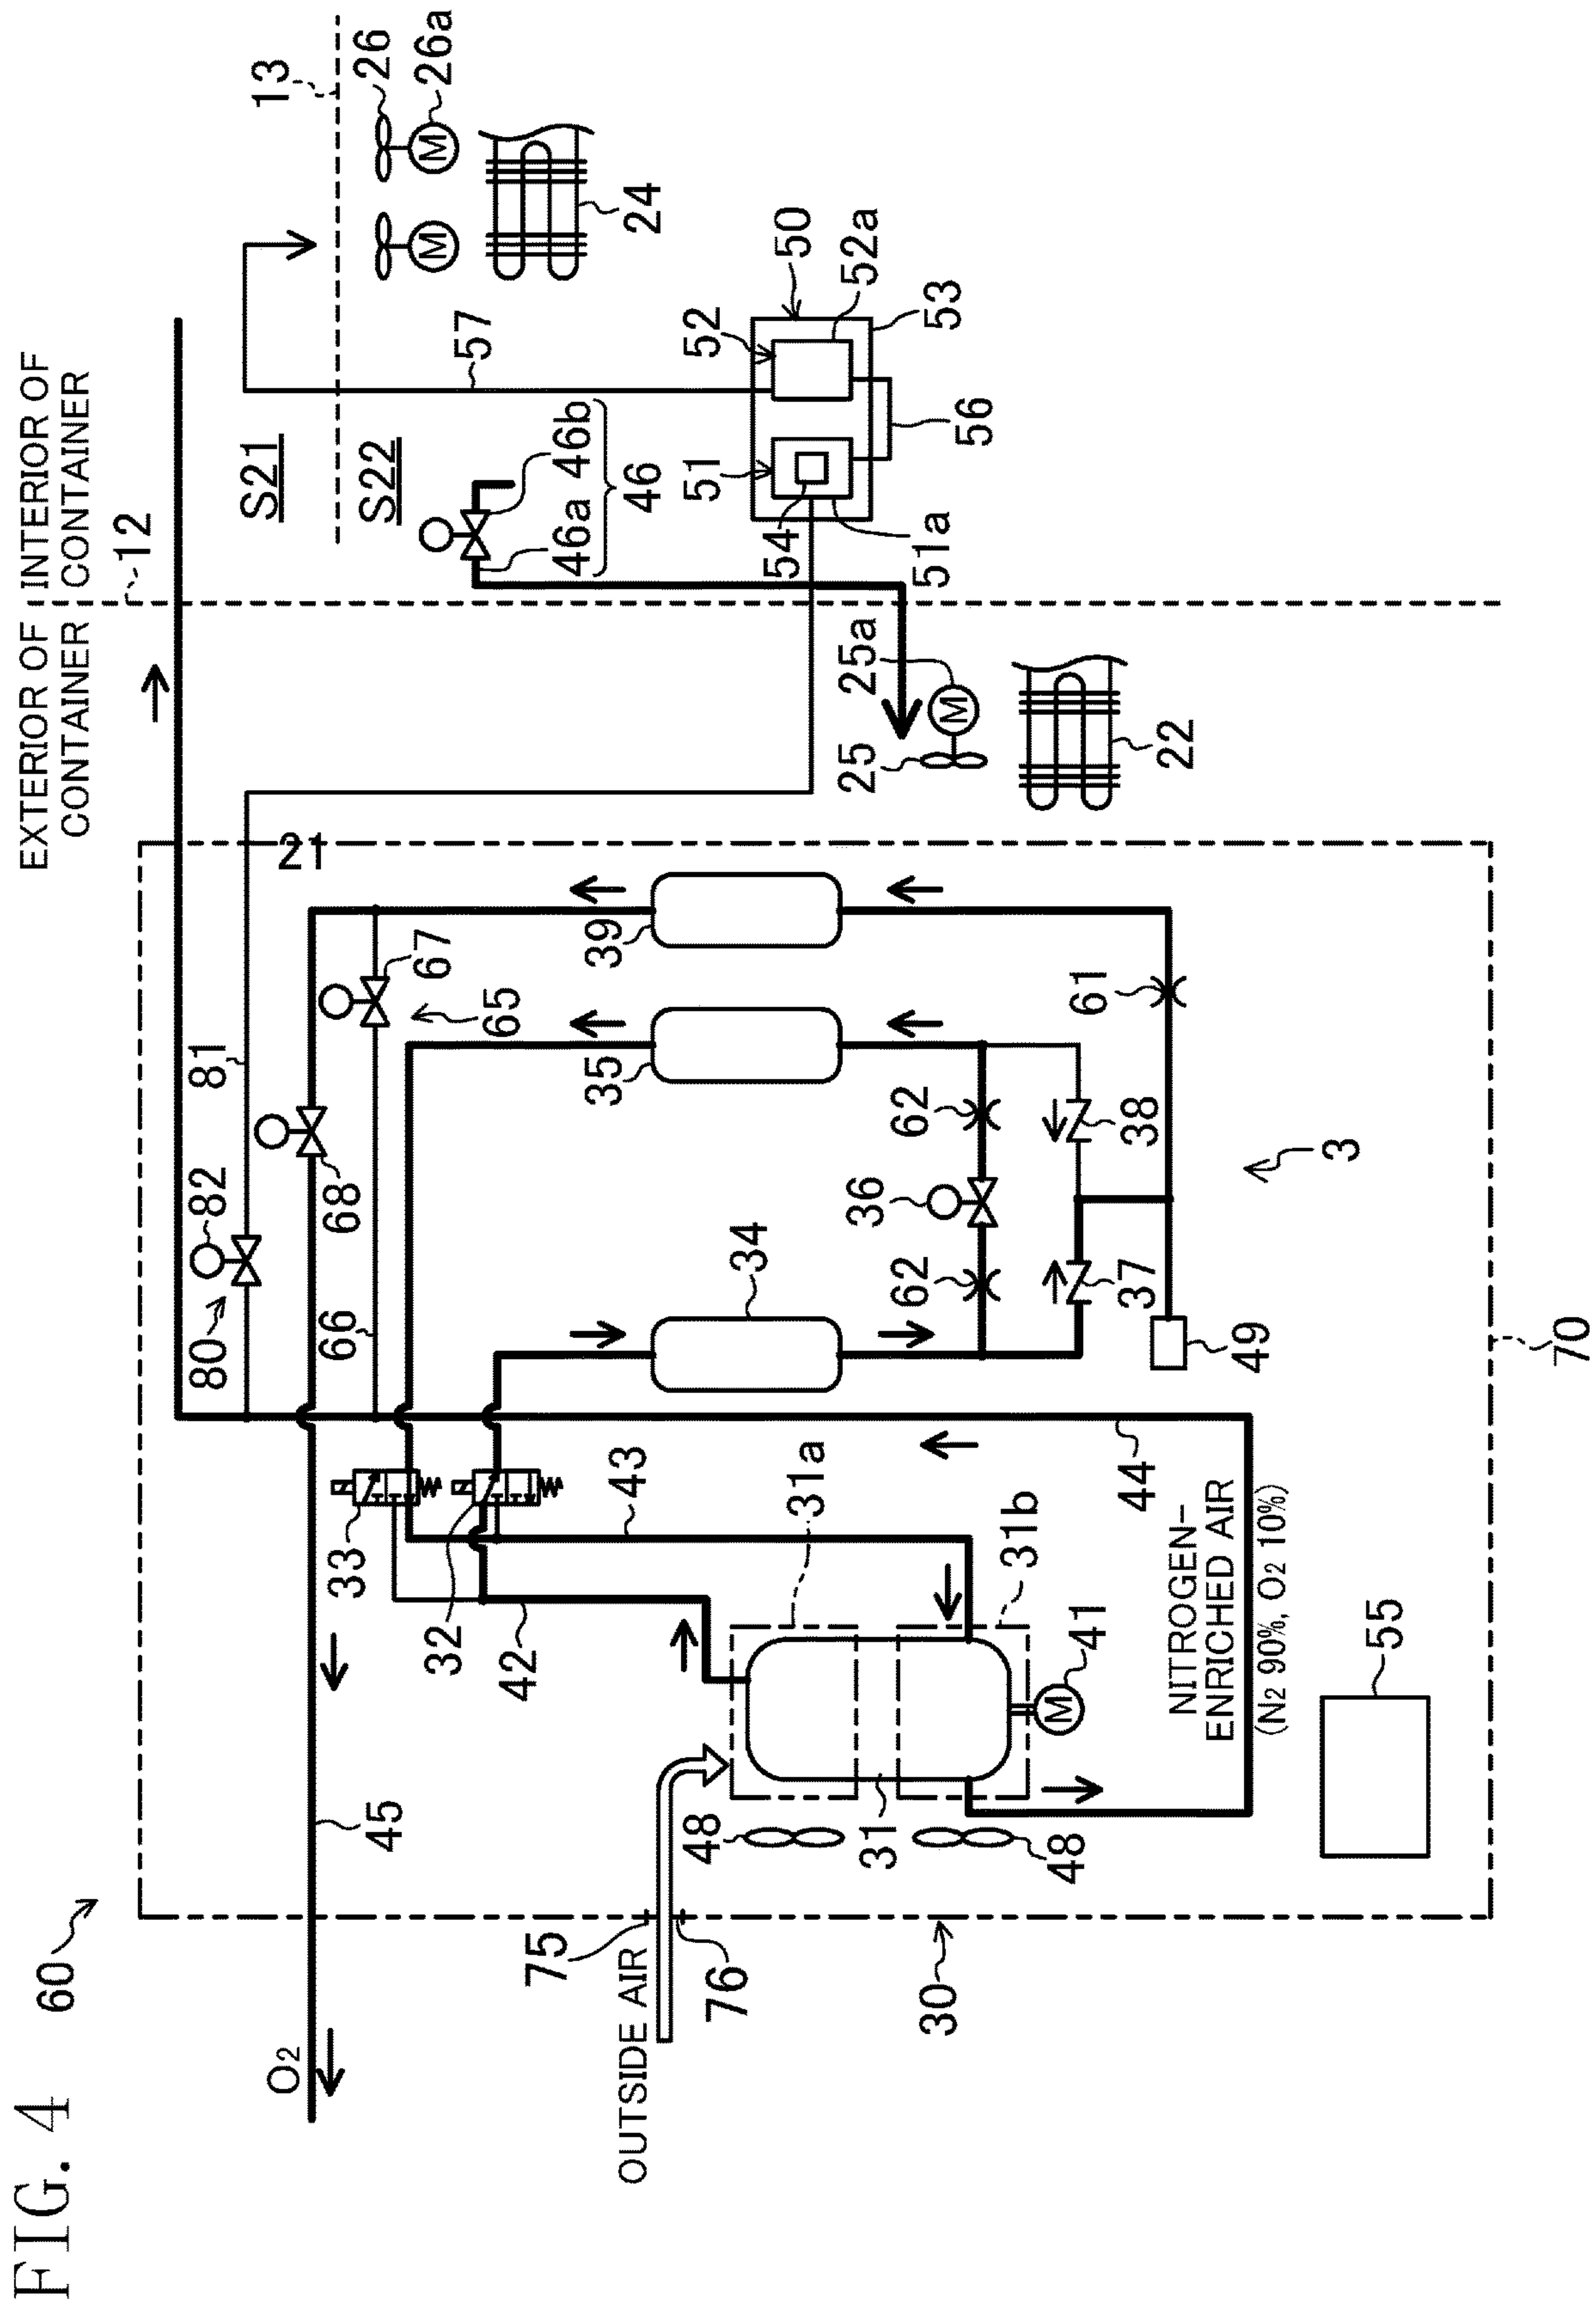 FIG. 4
60
EXTERIOR OF
CONTAINER
INTERIOR OF
CONTAINER
12
80
82
81
S21
13
O2
21
66
68
33
S22
26
45
67
26a
M
M
32
57
65
42
75
46a
46b
39
35
43
OUTSIDE AIR
46
24
48
51
52
76
34
54
50
31a
25
25a
52a
31
36
62
62
51a
30
53
M
56
31b
48
M
41
61
44
37
38
22
NITROGEN-
ENRICHED AIR
(N2 90%, O2 10%)
49
3
55
70